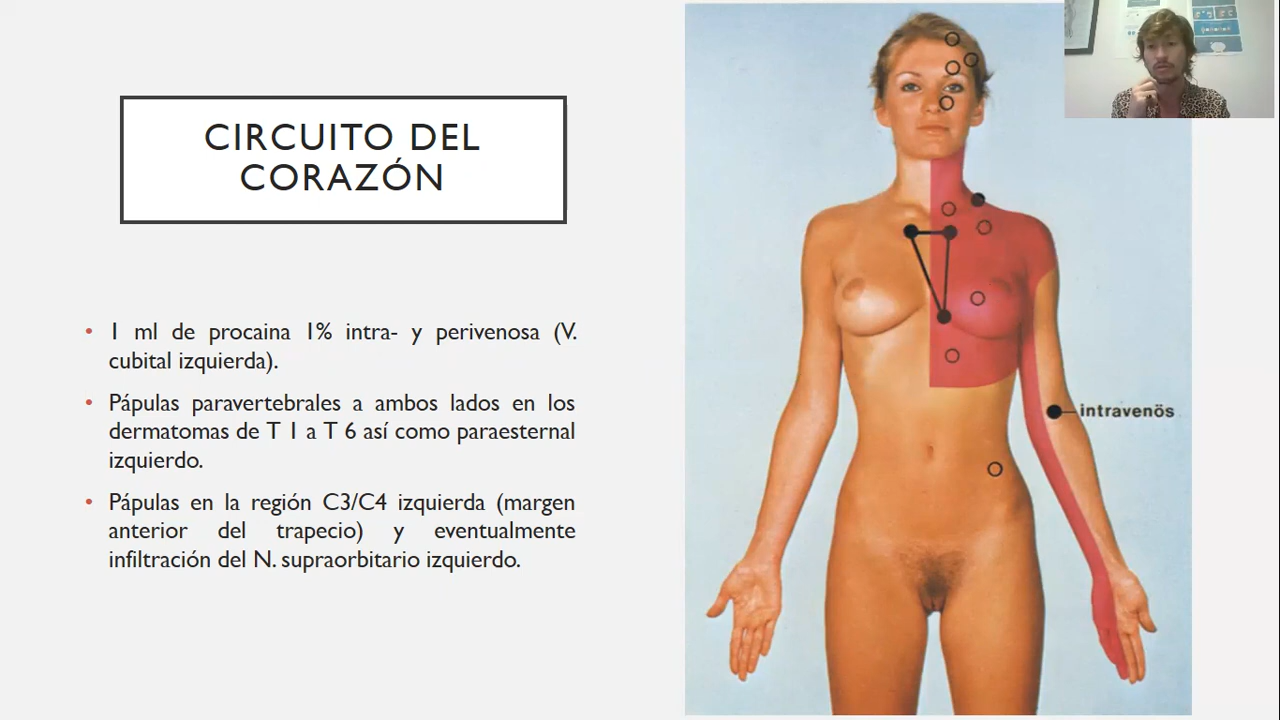 CIRCUITO DEL
CORAZÓN
• 1 ml de procaina 1% intra- y perivenosa (V.
cubital izquierda).
• Pápulas paravertebrales a ambos lados en los
dermatomas de T 1 a T 6 así como paraesternal
izquierdo.
• Pápulas en la región C3/C4 izquierda (margen
anterior del trapecio) y eventualmente
infiltración del N. supraorbitario izquierdo.
intravenös